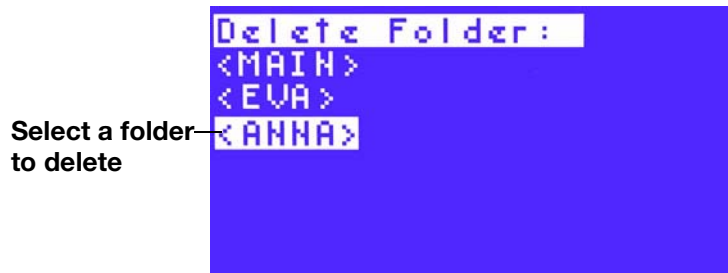 Delete Folder:
<MAIN>
<EVA>
Select a folder
to delete
<ANNA>